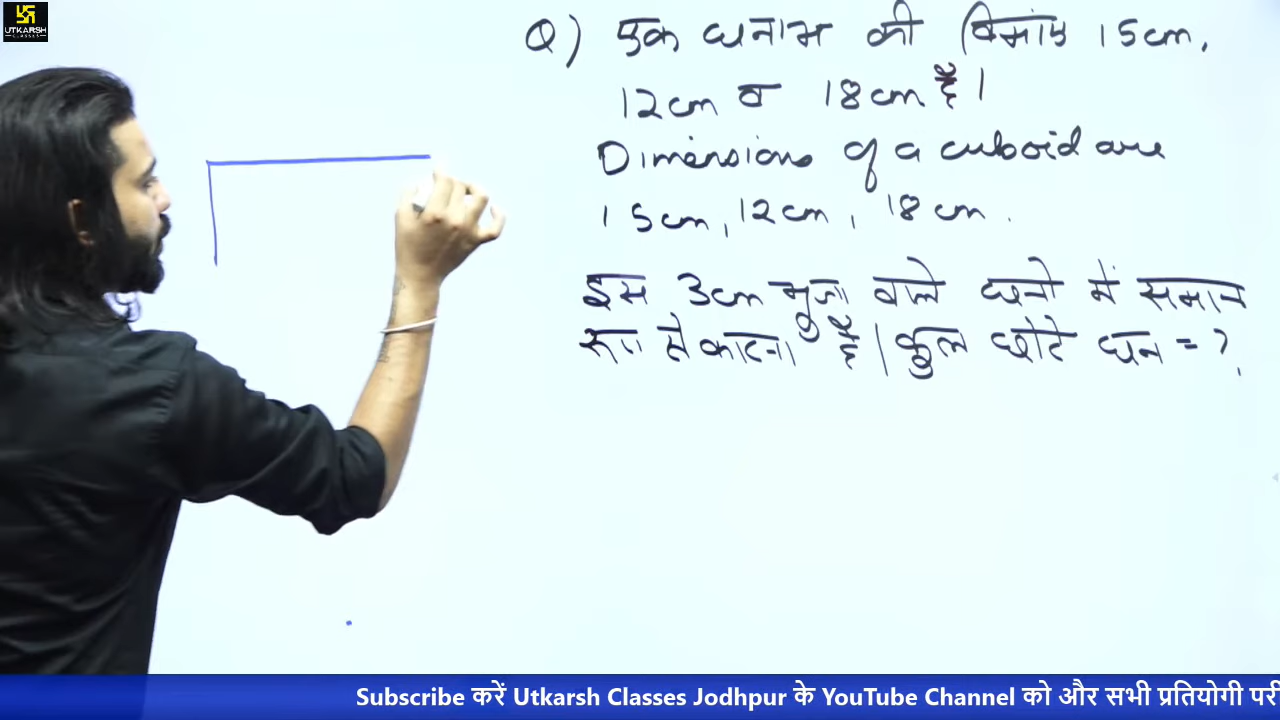 UTKARSH
CLASSES
Q) एक घनाभ की विमाएं 15cm,
12cm व 18cm है।
Dimensions of a cuboid are
15cm, 12cm, 18cm.
इस 3cm भुजा वाले घनो में समान
रूप से काटना है। कुल छोटे घन = ?
Subscribe करें Utkarsh Classes Jodhpur के YouTube Channel को और सभी प्रतियोगी परी